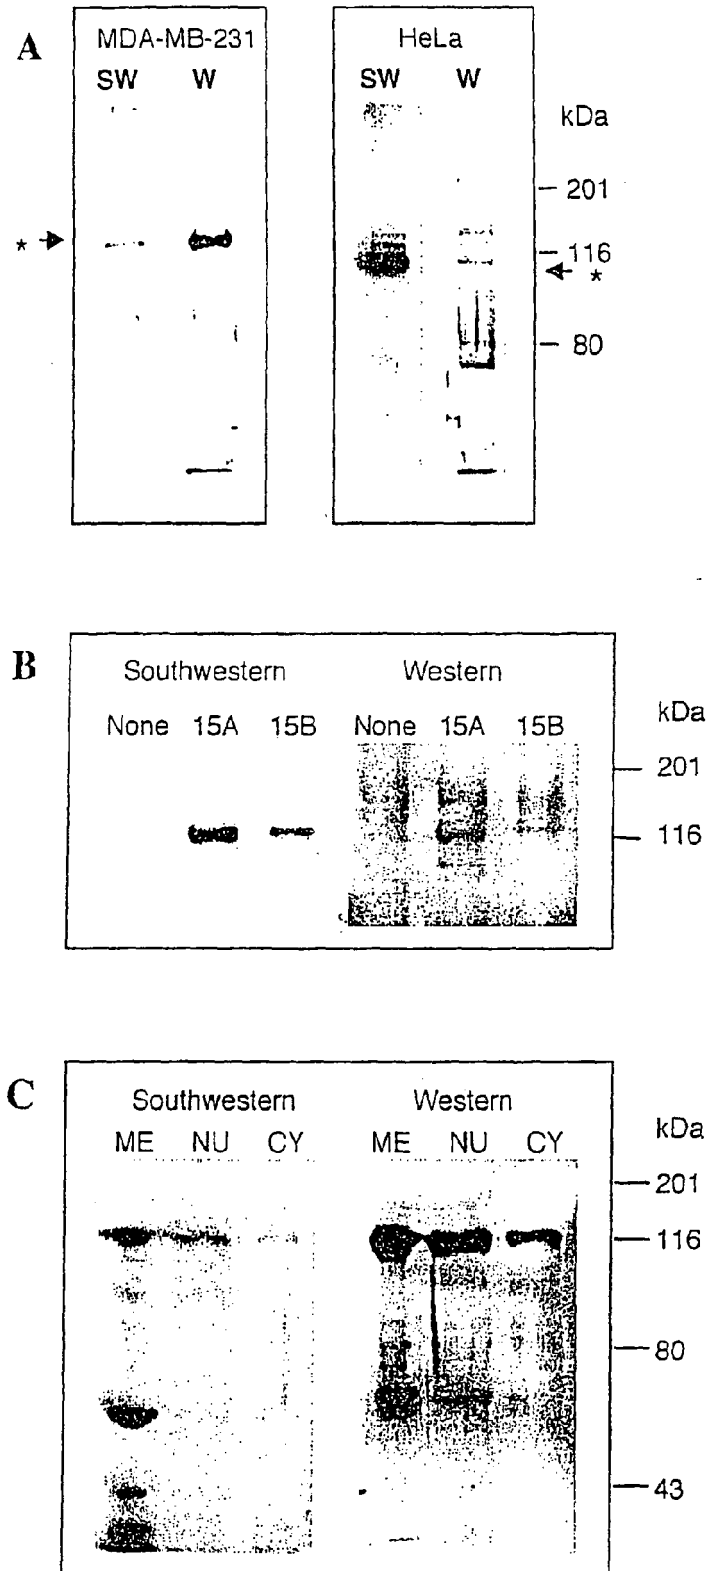 A
MDA-MB-231
HeLa
SW W
SW W
kDa
201
*
116
*
80
B
Southwestern Western
None 15A 15B None 15A 15B
kDa
201
116
C
Southwestern Western
ME NU CY ME NU CY
kDa
201
116
80
43